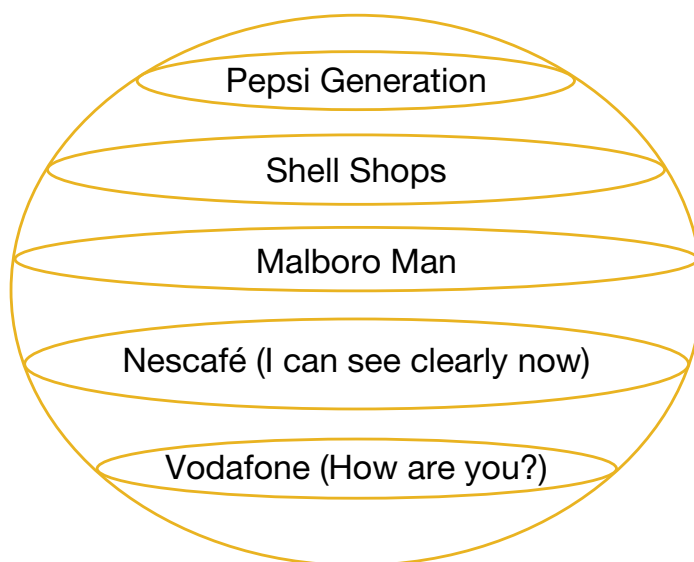 Pepsi Generation
Shell Shops
Malboro Man
Nescafé (I can see clearly now)
Vodafone (How are you?)